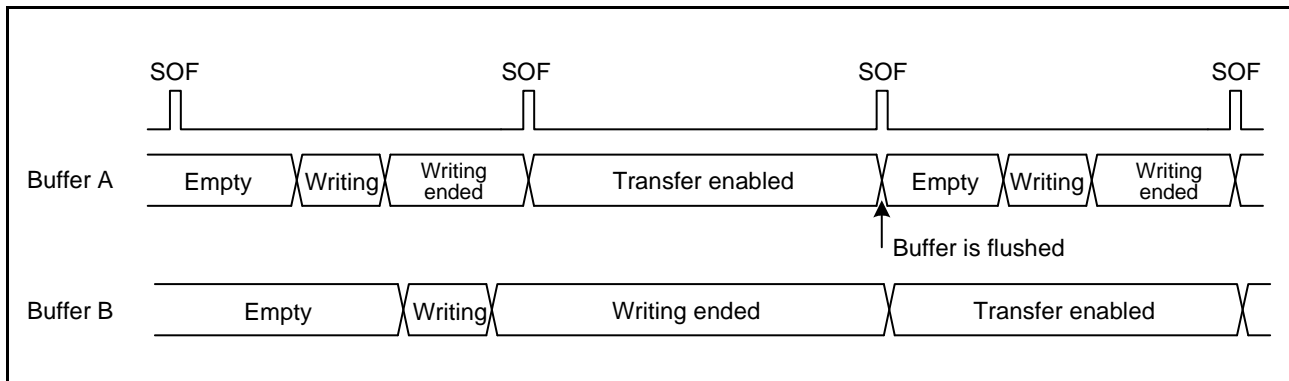 SOF SOF SOF SOF
Buffer A Empty Writing Writing ended Transfer enabled Empty Writing Writing ended
Buffer is flushed
Buffer B Empty Writing Writing ended Transfer enabled